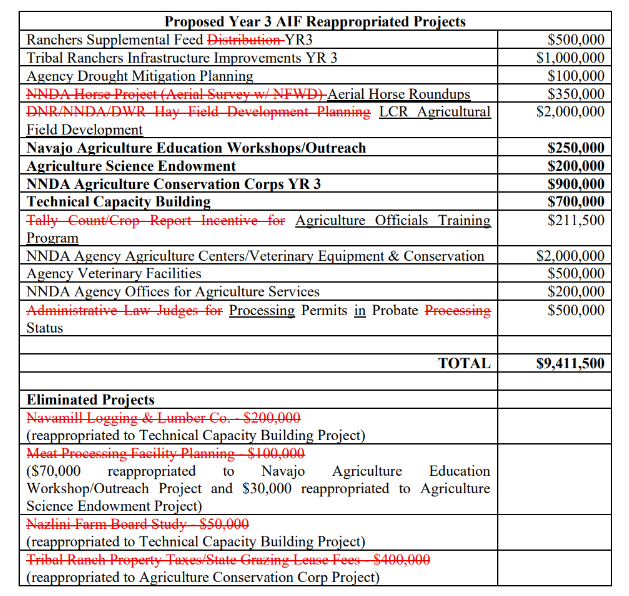 Proposed Year 3 AIF Reappropriated Projects
Ranchers Supplemental Feed Distribution YR3 $500,000
Tribal Ranchers Infrastructure Improvements YR 3 $1,000,000
Agency Drought Mitigation Planning $100,000
NNDA Horse Project (Aerial Survey w/ NFWD) Aerial Horse Roundups $350,000
DNR/NNDA/DWR Hay Field Development Planning LCR Agricultural $2,000,000
Field Development
Navajo Agriculture Education Workshops/Outreach $250,000
Agriculture Science Endowment $200,000
NNDA Agriculture Conservation Corps YR 3 $900,000
Technical Capacity Building $700,000
Tally Count/Crop Report Incentive for Agriculture Officials Training $211,500
Program
NNDA Agency Agriculture Centers/Veterinary Equipment & Conservation $2,000,000
Agency Veterinary Facilities $500,000
NNDA Agency Offices for Agriculture Services $200,000
Administrative Law Judges for Processing Permits in Probate Processing $500,000
Status
TOTAL $9,411,500
Eliminated Projects
Navamill Logging & Lumber Co. - $200,000
(reappropriated to Technical Capacity Building Project)
Meat Processing Facility Planning - $100,000
($70,000 reappropriated to Navajo Agriculture Education
Workshop/Outreach Project and $30,000 reappropriated to Agriculture
Science Endowment Project)
Nazlini Farm Board Study - $50,000
(reappropriated to Technical Capacity Building Project)
Tribal Ranch Property Taxes/State Grazing Lease Fees - $400,000
(reappropriated to Agriculture Conservation Corp Project)